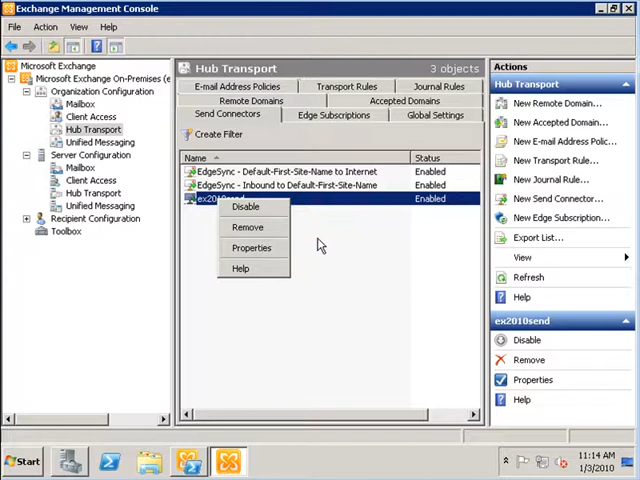 Exchange Management Console
File Action View Help
Microsoft Exchange
Microsoft Exchange On-Premises (e
Organization Configuration
Mailbox
Client Access
Hub Transport
Unified Messaging
Server Configuration
Mailbox
Client Access
Hub Transport
Unified Messaging
Recipient Configuration
Toolbox
Hub Transport 3 objects
E-mail Address Policies Transport Rules Journal Rules
Remote Domains Accepted Domains
Send Connectors Edge Subscriptions Global Settings
Create Filter
Name Status
EdgeSync - Default-First-Site-Name to Internet Enabled
EdgeSync - Inbound to Default-First-Site-Name Enabled
ex2010send Enabled
Disable
Remove
Properties
Help
Actions
Hub Transport
New Remote Domain...
New Accepted Domain...
New E-mail Address Polic...
New Transport Rule...
New Journal Rule...
New Send Connector...
New Edge Subscription...
Export List...
View
Refresh
Help
ex2010send
Disable
Remove
Properties
Help
Start
11:14 AM
1/3/2010